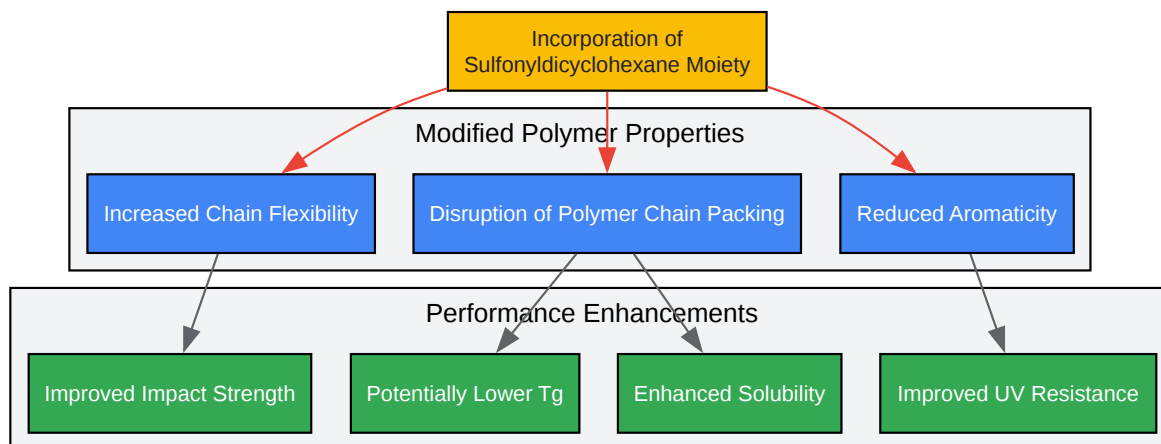 Incorporation of
Sulfonyldicyclohexane Moiety
Modified Polymer Properties
Increased Chain Flexibility
Disruption of Polymer Chain Packing
Reduced Aromaticity
Performance Enhancements
Improved Impact Strength
Potentially Lower Tg
Enhanced Solubility
Improved UV Resistance